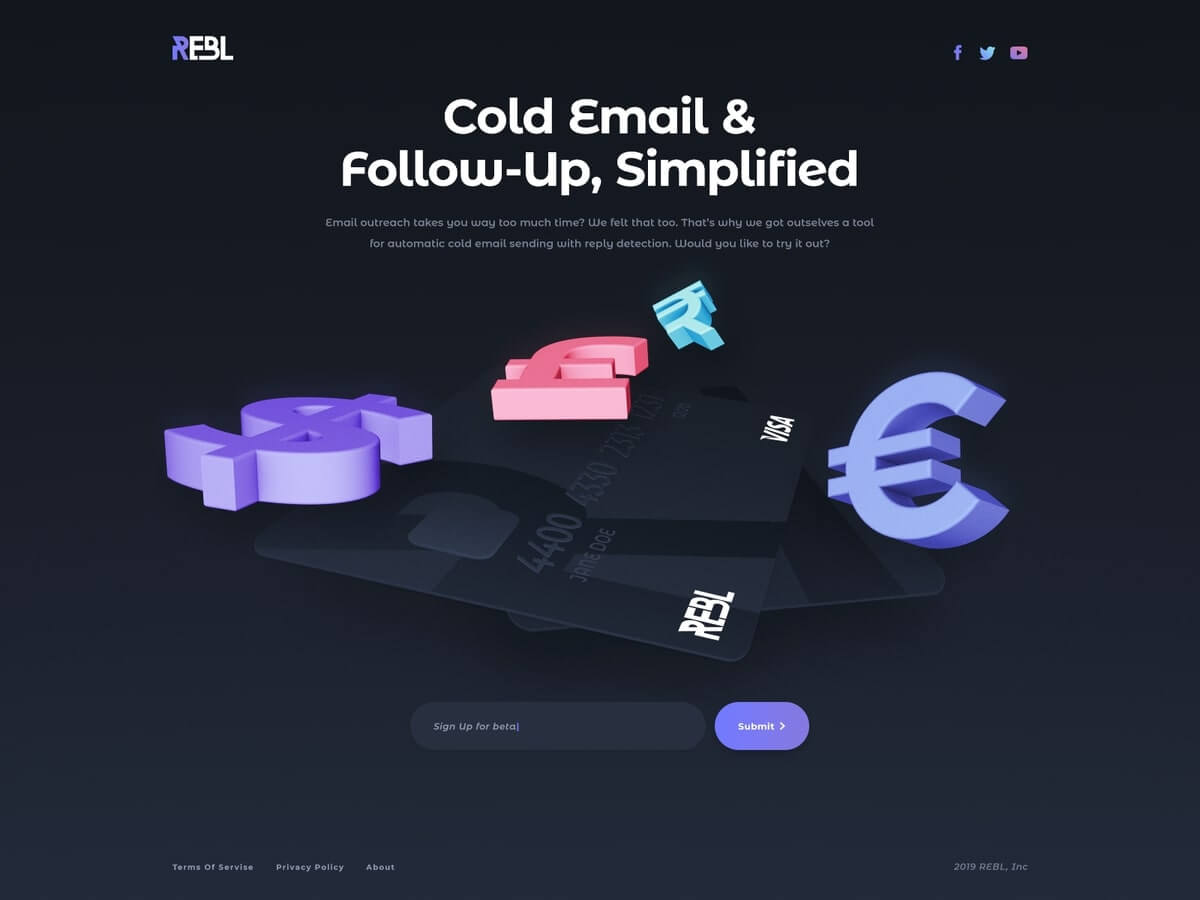 REBL
Cold Email &
Follow-Up, Simplified
Email outreach takes you way too much time? We felt that too. That's why we got outselves a tool
for automatic cold email sending with reply detection. Would you like to try it out?
₹
£
$
€
VISA
4400 4330 2313 1231
JANE DOE
REBL
Sign Up for beta
Submit
Terms Of Servise Privacy Policy About
2019 REBL, Inc